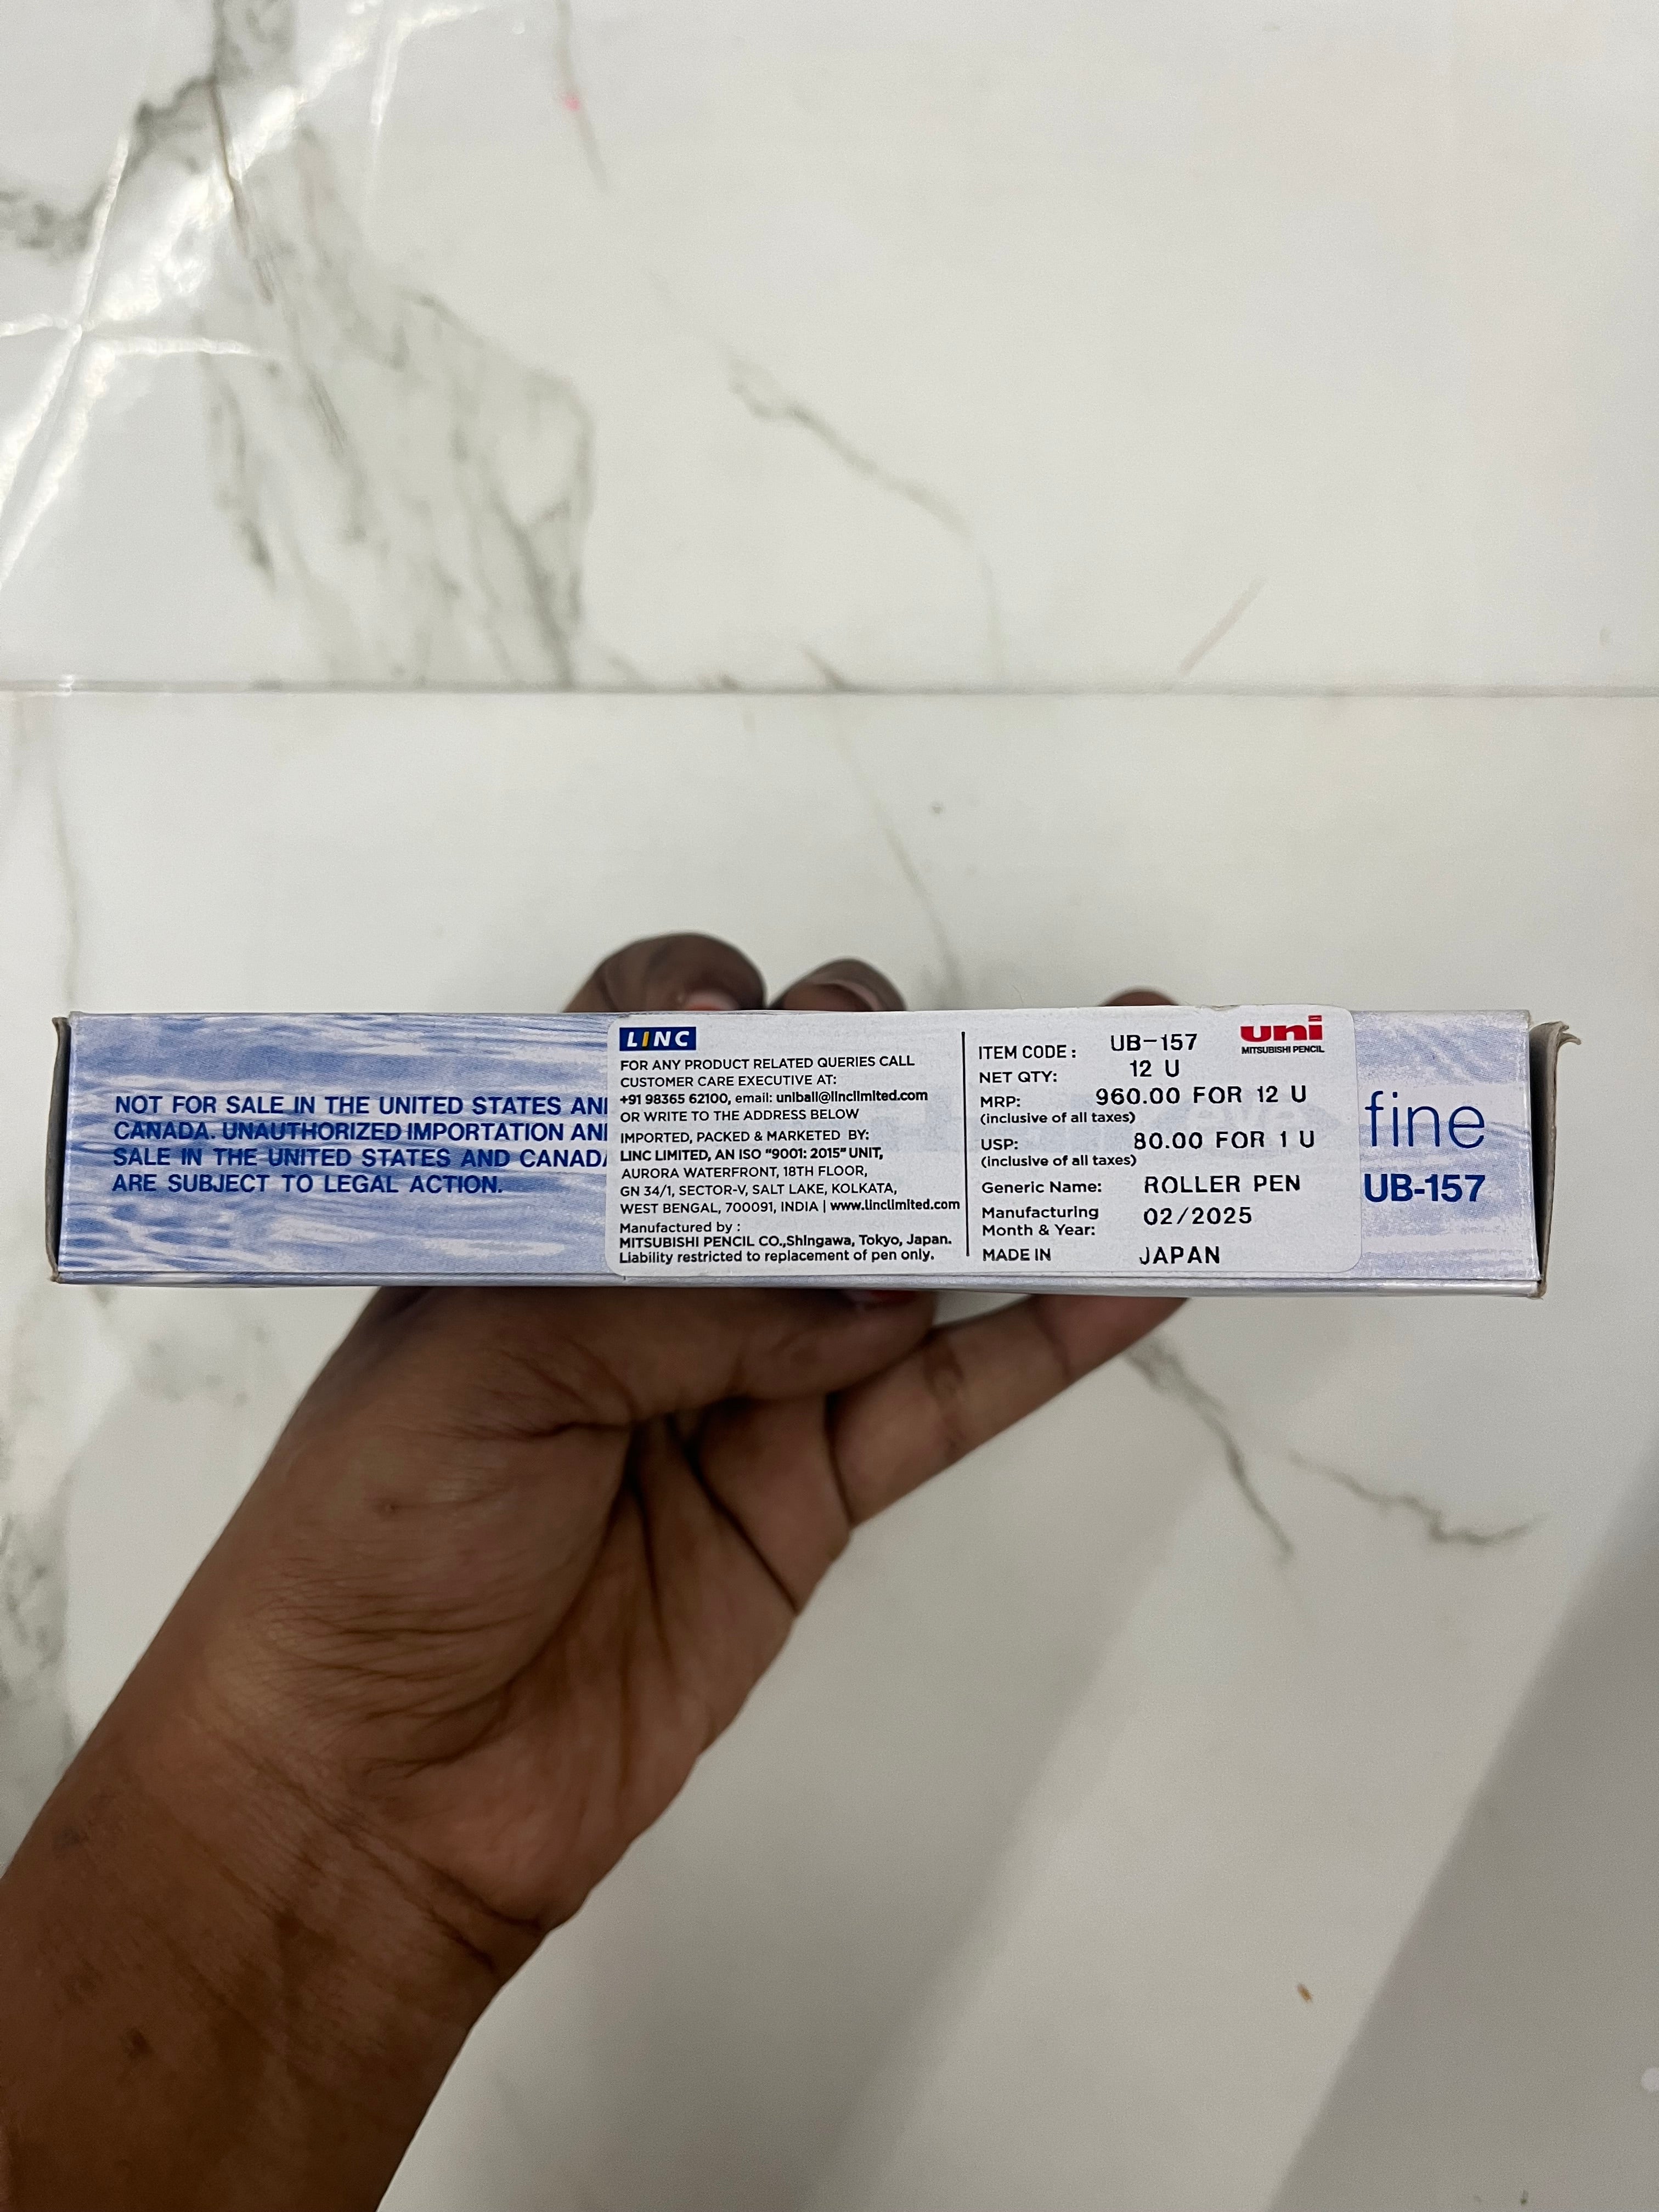 NOT FOR SALE IN THE UNITED STATES AN
CANADA. UNAUTHORIZED IMPORTATION AN
SALE IN THE UNITED STATES AND CANAD
ARE SUBJECT TO LEGAL ACTION.
LINC
FOR ANY PRODUCT RELATED QUERIES CALL
CUSTOMER CARE EXECUTIVE AT:
+91 98365 62100, email: uniball@linclimited.com
OR WRITE TO THE ADDRESS BELOW
IMPORTED, PACKED & MARKETED BY:
LINC LIMITED, AN ISO "9001: 2015" UNIT,
AURORA WATERFRONT, 18TH FLOOR,
GN 34/1, SECTOR-V, SALT LAKE, KOLKATA,
WEST BENGAL, 700091, INDIA | www.linclimited.com
Manufactured by :
MITSUBISHI PENCIL CO.,Shingawa, Tokyo, Japan.
Liability restricted to replacement of pen only.
uni
MITSUBISHI PENCIL
ITEM CODE : UB-157
NET QTY: 12 U
MRP: 960.00 FOR 12 U
(inclusive of all taxes)
USP: 80.00 FOR 1 U
(inclusive of all taxes)
Generic Name: ROLLER PEN
Manufacturing
Month & Year: 02/2025
MADE IN JAPAN
fine
UB-157